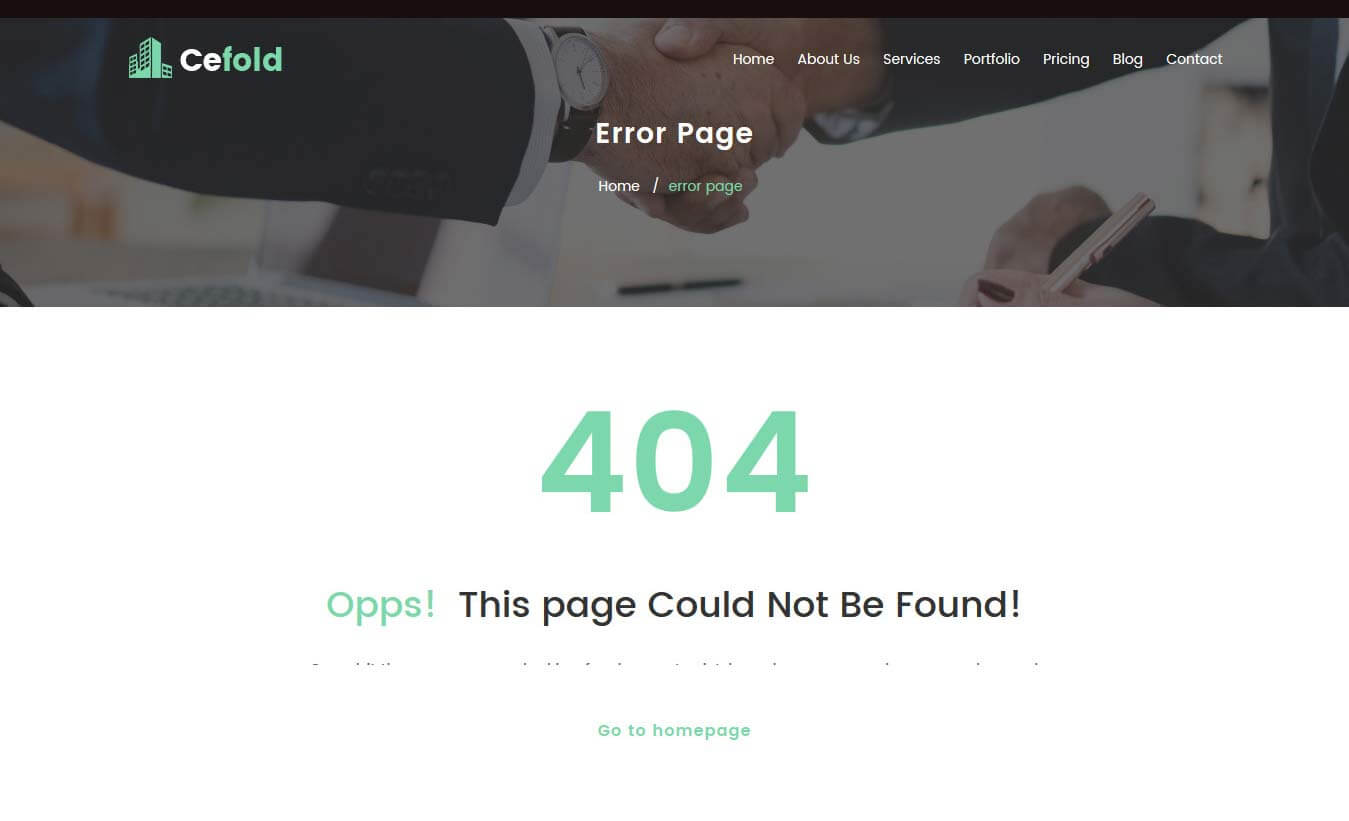 Cefold
Home About Us Services Portfolio Pricing Blog Contact
Error Page
Home / error page
404
Opps! This page Could Not Be Found!
Go to homepage